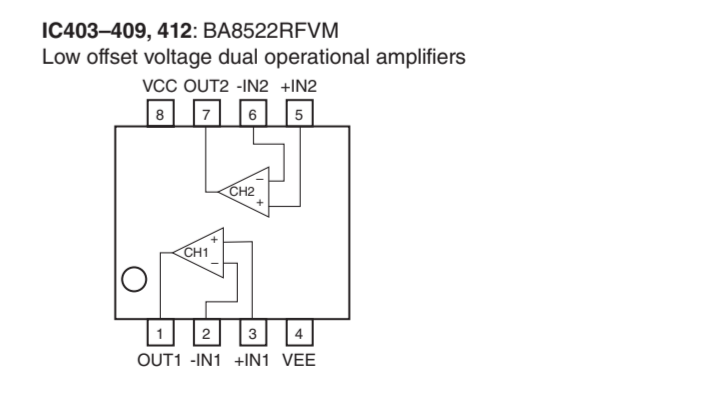 IC403–409, 412: BA8522RFVM
Low offset voltage dual operational amplifiers
VCC OUT2 -IN2 +IN2
8 7 6 5
−
CH2
+
+
CH1
−
1 2 3 4
OUT1 -IN1 +IN1 VEE